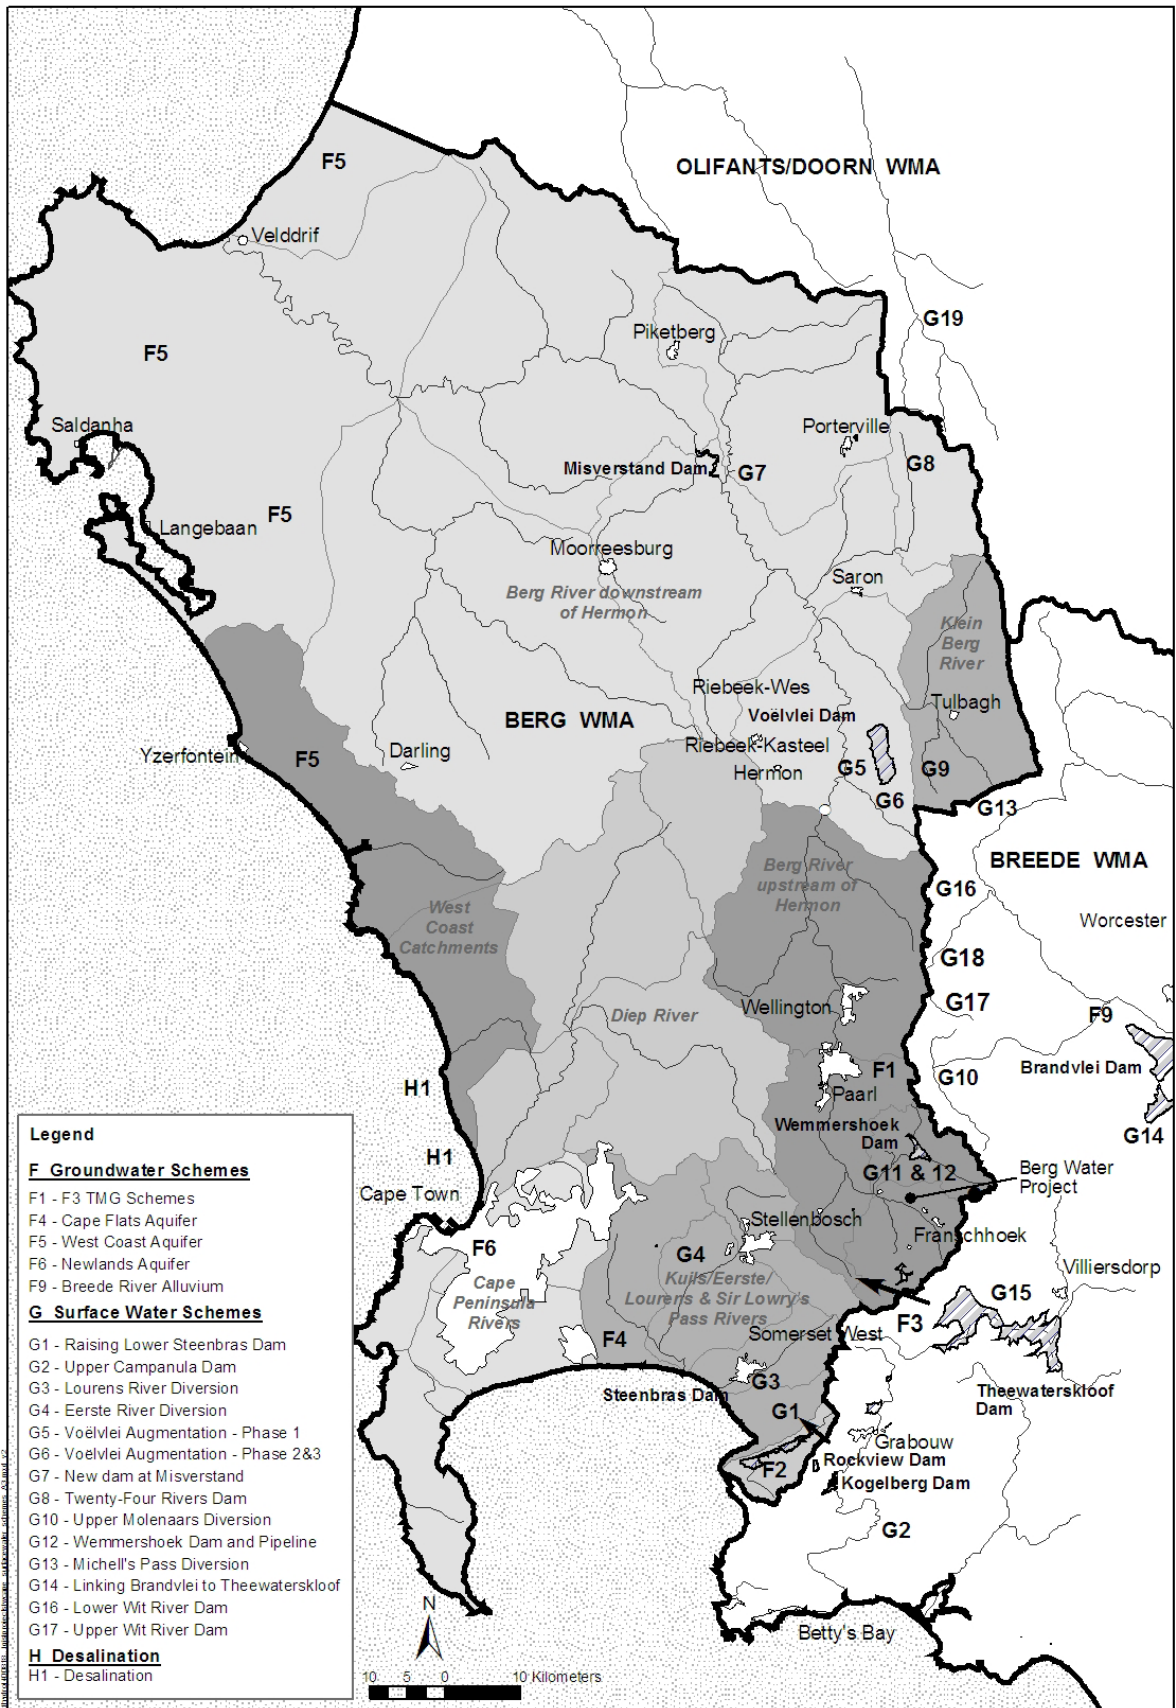 F5
OLIFANTS/DOORN WMA
Velddrif
G19
Piketberg
F5
Saldanha
Porterville
Misverstand Dam
G7
G8
F5
Langebaan
Moorreesburg
Saron
Berg River downstream
of Hermon
Klein
Berg
River
Riebeek-Wes
Tulbagh
Voëlvlei Dam
BERG WMA
Yzerfontein
F5
Darling
Riebeek-Kasteel
Hermon
G5
G9
G6
G13
Berg River
upstream of
Hermon
BREEDE WMA
G16
West
Coast
Catchments
Worcester
G18
Wellington
G17
Diep River
F9
F1
Brandvlei Dam
H1
G10
Paarl
Wemmershoek
Dam
G14
H1
G11 & 12
Berg Water
Project
Cape Town
Stellenbosch
Franschhoek
F6
G4
Villiersdorp
Cape
Peninsula
Rivers
Kuils/Eerste/
Lourens & Sir Lowry's
Pass Rivers
G15
F4
Somerset West
F3
Steenbras Dam
G3
Theewaterskloof
Dam
G1
Grabouw
F2
Rockview Dam
Kogelberg Dam
G2
Betty's Bay
Legend
F Groundwater Schemes
F1 - F3 TMG Schemes
F4 - Cape Flats Aquifer
F5 - West Coast Aquifer
F6 - Newlands Aquifer
F9 - Breede River Alluvium
G Surface Water Schemes
G1 - Raising Lower Steenbras Dam
G2 - Upper Campanula Dam
G3 - Lourens River Diversion
G4 - Eerste River Diversion
G5 - Voëlvlei Augmentation - Phase 1
G6 - Voëlvlei Augmentation - Phase 2&3
G7 - New dam at Misverstand
G8 - Twenty-Four Rivers Dam
G10 - Upper Molenaars Diversion
G12 - Wemmershoek Dam and Pipeline
G13 - Michell's Pass Diversion
G14 - Linking Brandvlei to Theewaterskloof
G16 - Lower Wit River Dam
G17 - Upper Wit River Dam
H Desalination
H1 - Desalination
N
10 5 0 10 Kilometers